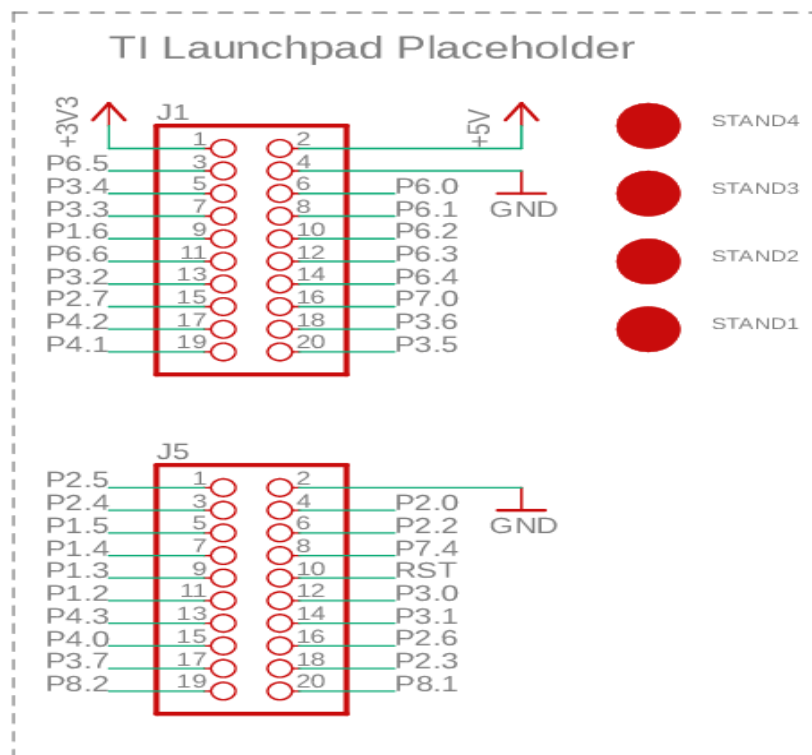 TI Launchpad Placeholder
+3V3
J1
+5V
STAND4
1 2
P6.5 3 4
P3.4 5 6 P6.0
GND
STAND3
P3.3 7 8 P6.1
P1.6 9 10 P6.2
P6.6 11 12 P6.3
STAND2
P3.2 13 14 P6.4
P2.7 15 16 P7.0
P4.2 17 18 P3.6
STAND1
P4.1 19 20 P3.5
J5
P2.5 1 2
P2.4 3 4 P2.0
P1.5 5 6 P2.2
GND
P1.4 7 8 P7.4
P1.3 9 10 RST
P1.2 11 12 P3.0
P4.3 13 14 P3.1
P4.0 15 16 P2.6
P3.7 17 18 P2.3
P8.2 19 20 P8.1